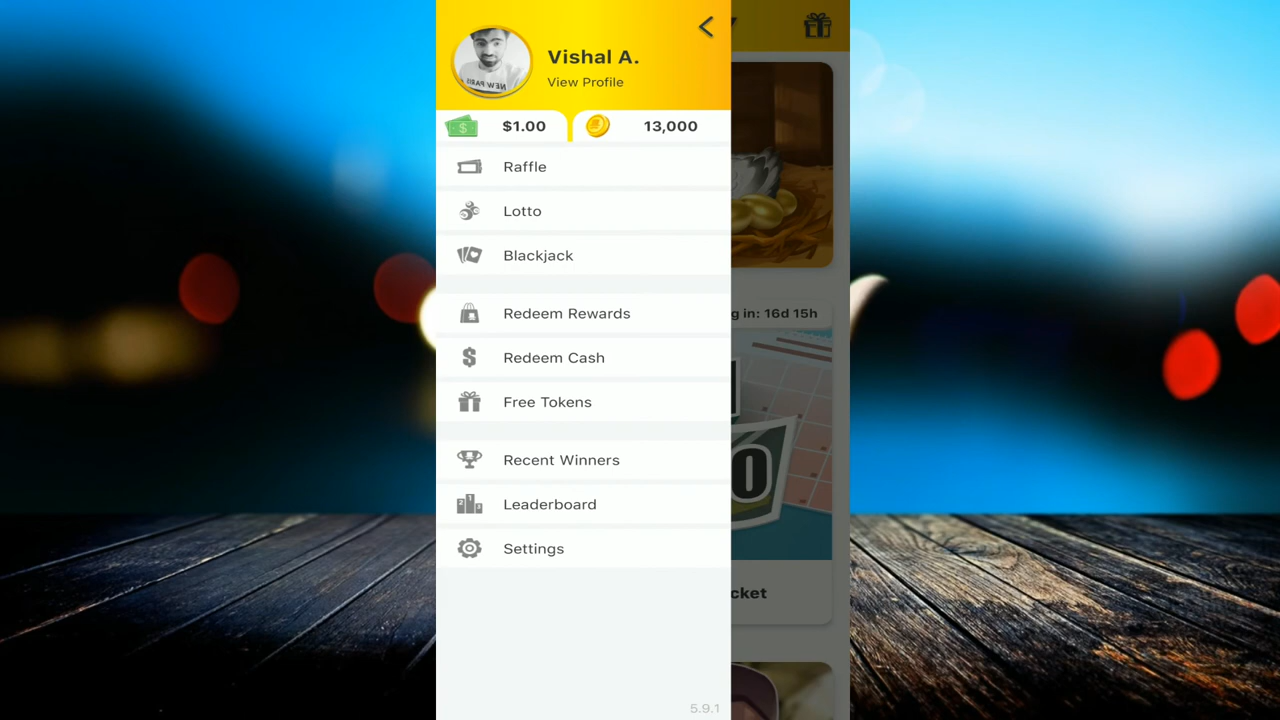 Vishal A.
View Profile
$1.00 13,000
Raffle
Lotto
Blackjack
Redeem Rewards
g in: 16d 15h
Redeem Cash
Free Tokens
Recent Winners
Leaderboard
Settings
cket
5.9.1